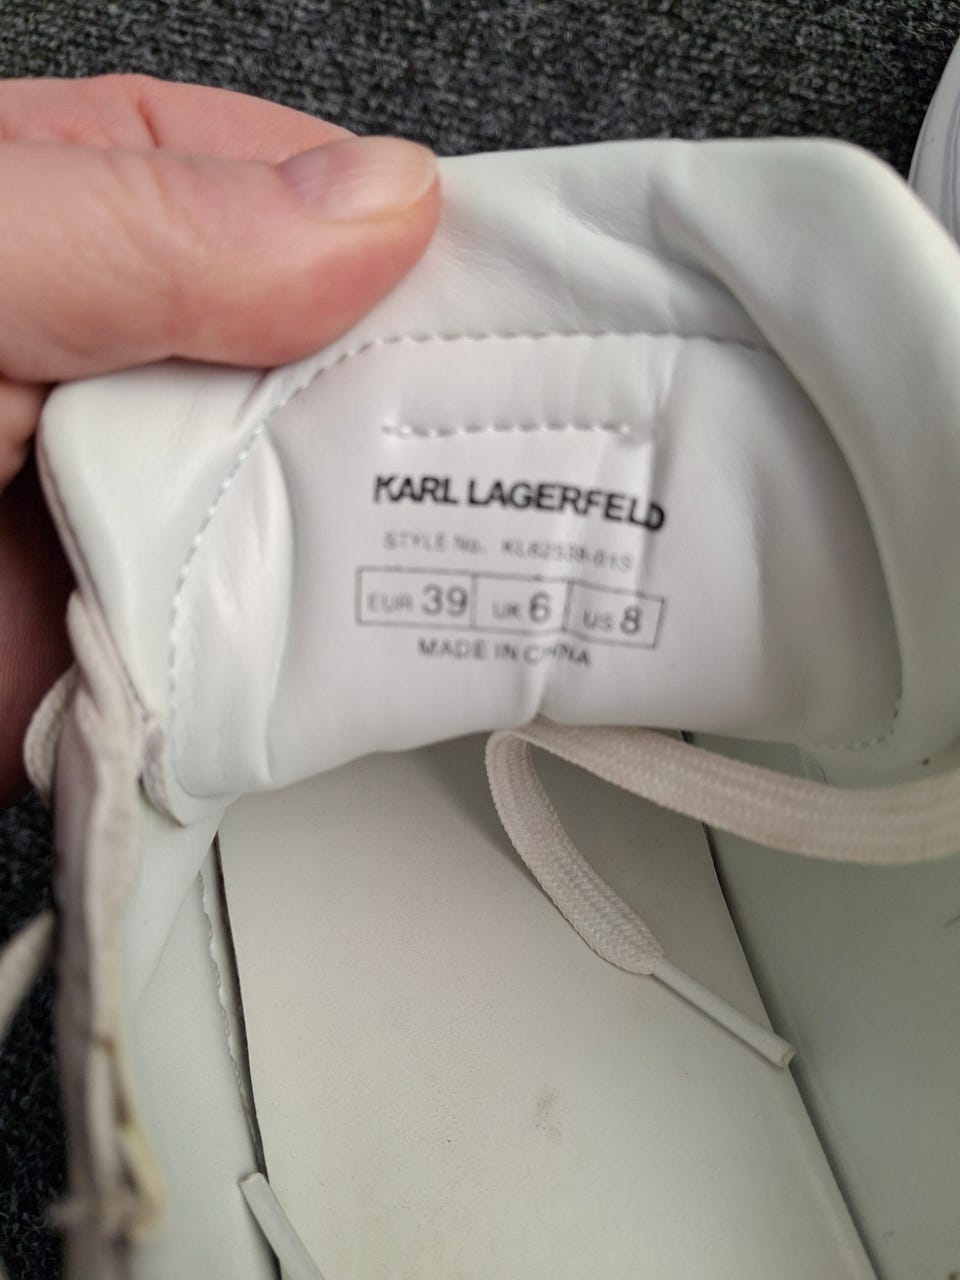 KARL LAGERFELD
STYLE No.
EUR 39 UK 6 US 8
MADE IN CHINA